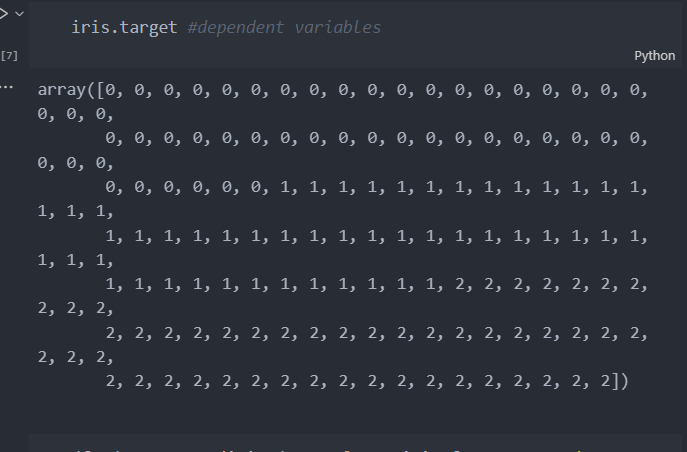 iris.target #dependent variables
[7]
Python
...
array([0, 0, 0, 0, 0, 0, 0, 0, 0, 0, 0, 0, 0, 0, 0, 0, 0, 0, 0,
0, 0, 0,
0, 0, 0, 0, 0, 0, 0, 0, 0, 0, 0, 0, 0, 0, 0, 0, 0, 0, 0,
0, 0, 0,
0, 0, 0, 0, 0, 0, 1, 1, 1, 1, 1, 1, 1, 1, 1, 1, 1, 1, 1,
1, 1, 1,
1, 1, 1, 1, 1, 1, 1, 1, 1, 1, 1, 1, 1, 1, 1, 1, 1, 1, 1,
1, 1, 1,
1, 1, 1, 1, 1, 1, 1, 1, 1, 1, 1, 1, 2, 2, 2, 2, 2, 2, 2,
2, 2, 2,
2, 2, 2, 2, 2, 2, 2, 2, 2, 2, 2, 2, 2, 2, 2, 2, 2, 2, 2,
2, 2, 2,
2, 2, 2, 2, 2, 2, 2, 2, 2, 2, 2, 2, 2, 2, 2, 2, 2, 2])